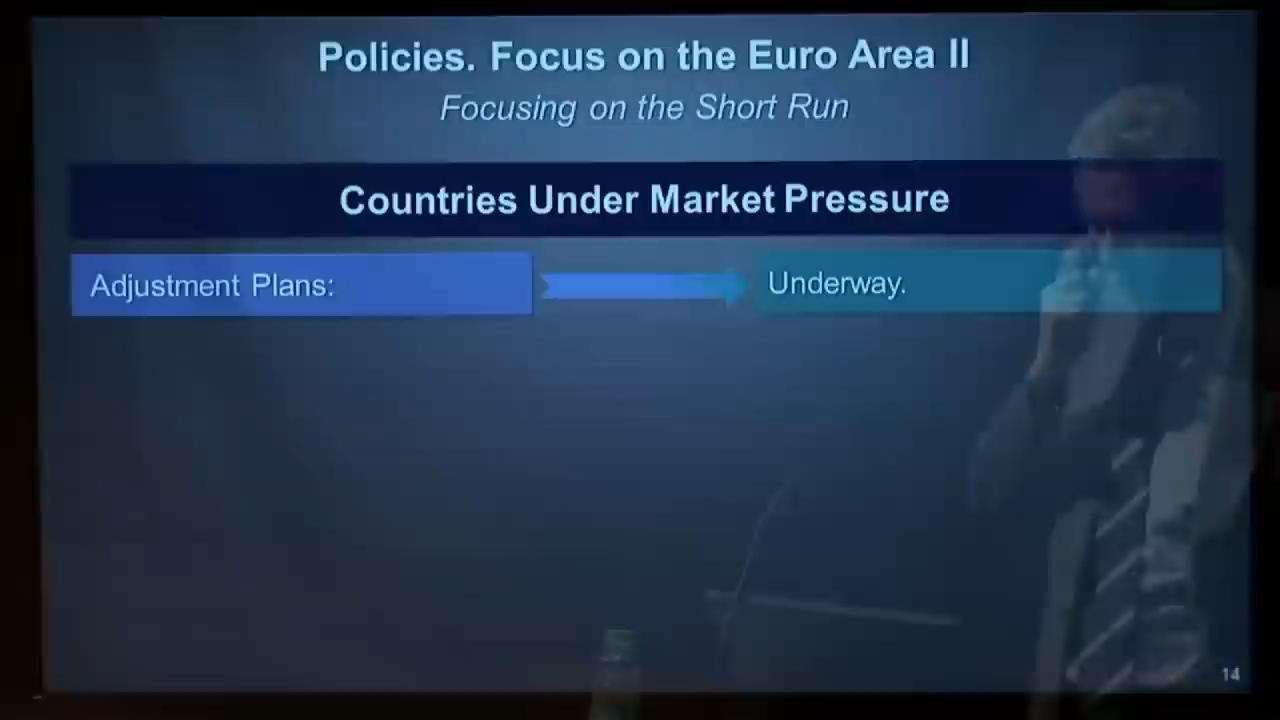 Policies. Focus on the Euro Area II
Focusing on the Short Run
Countries Under Market Pressure
Adjustment Plans:
Underway.
14